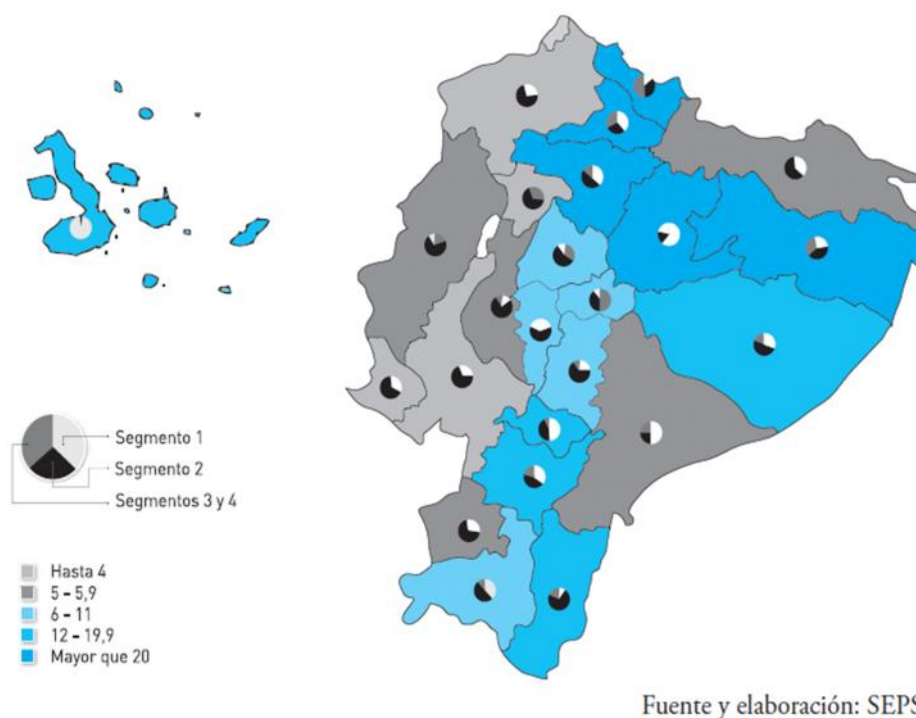 Segmento 1
Segmento 2
Segmentos 3 y 4
Hasta 4
5 – 5,9
6 – 11
12 – 19,9
Mayor que 20
Fuente y elaboración: SEPS